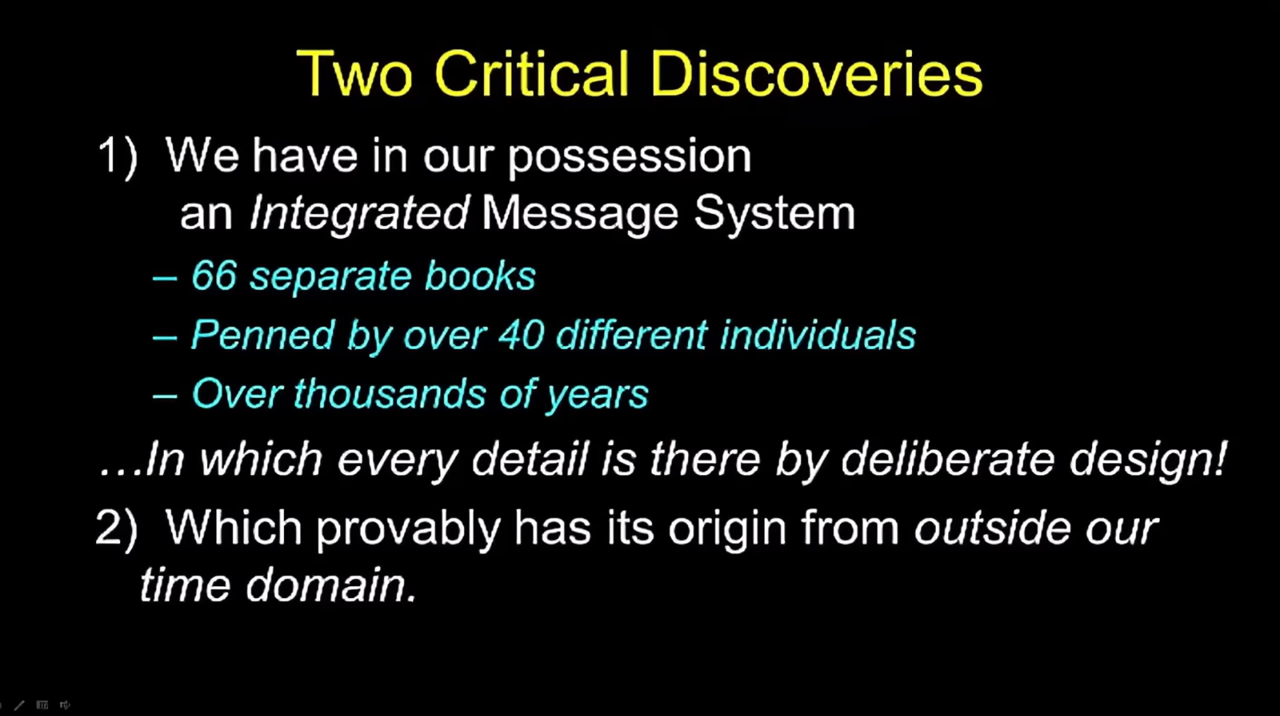 Two Critical Discoveries
1) We have in our possession
an Integrated Message System
– 66 separate books
– Penned by over 40 different individuals
– Over thousands of years
…In which every detail is there by deliberate design!
2) Which provably has its origin from outside our
time domain.